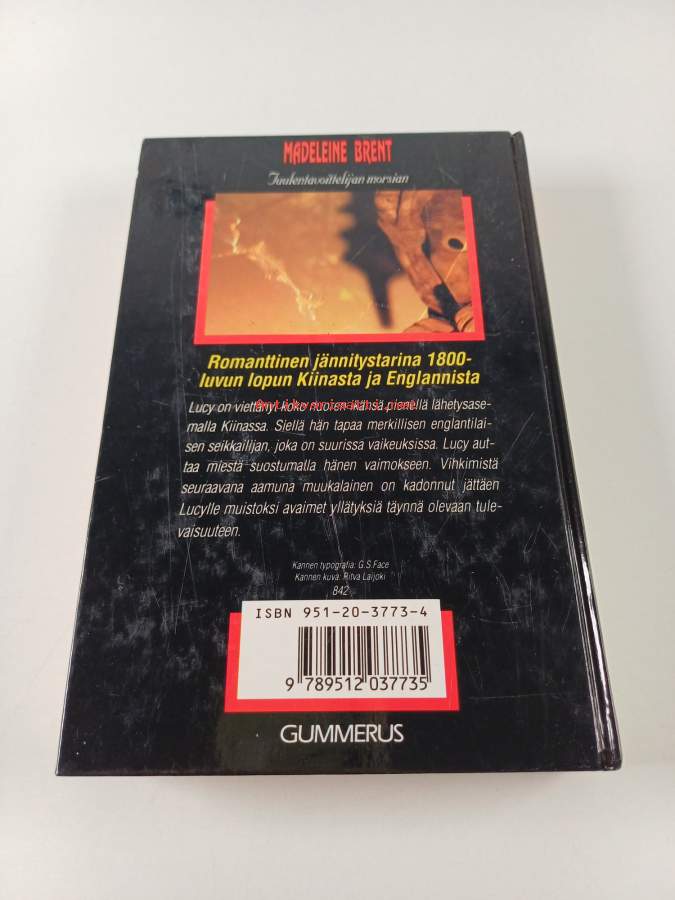 MADELEINE BRENT
Tuulentavoittelijan morsian
Romanttinen jännitystarina 1800-
luvun lopun Kiinasta ja Englannista
Lucy on viettänyt koko nuoren ikänsä pienellä lähetysase-
malla Kiinassa. Siellä hän tapaa merkillisen englantilai-
sen seikkailijan, joka on suurissa vaikeuksissa. Lucy aut-
taa miestä suostumalla hänen vaimokseen. Vihkimistä
seuraavana aamuna muukalainen on kadonnut jättäen
Lucylle muistoksi avaimet yllätyksiä täynnä olevaan tule-
vaisuuteen.
Kannen typografia: G.S Face
Kannen kuva: Ritva Laijoki
842
ISBN 951-20-3773-4
9 789512 037735
GUMMERUS